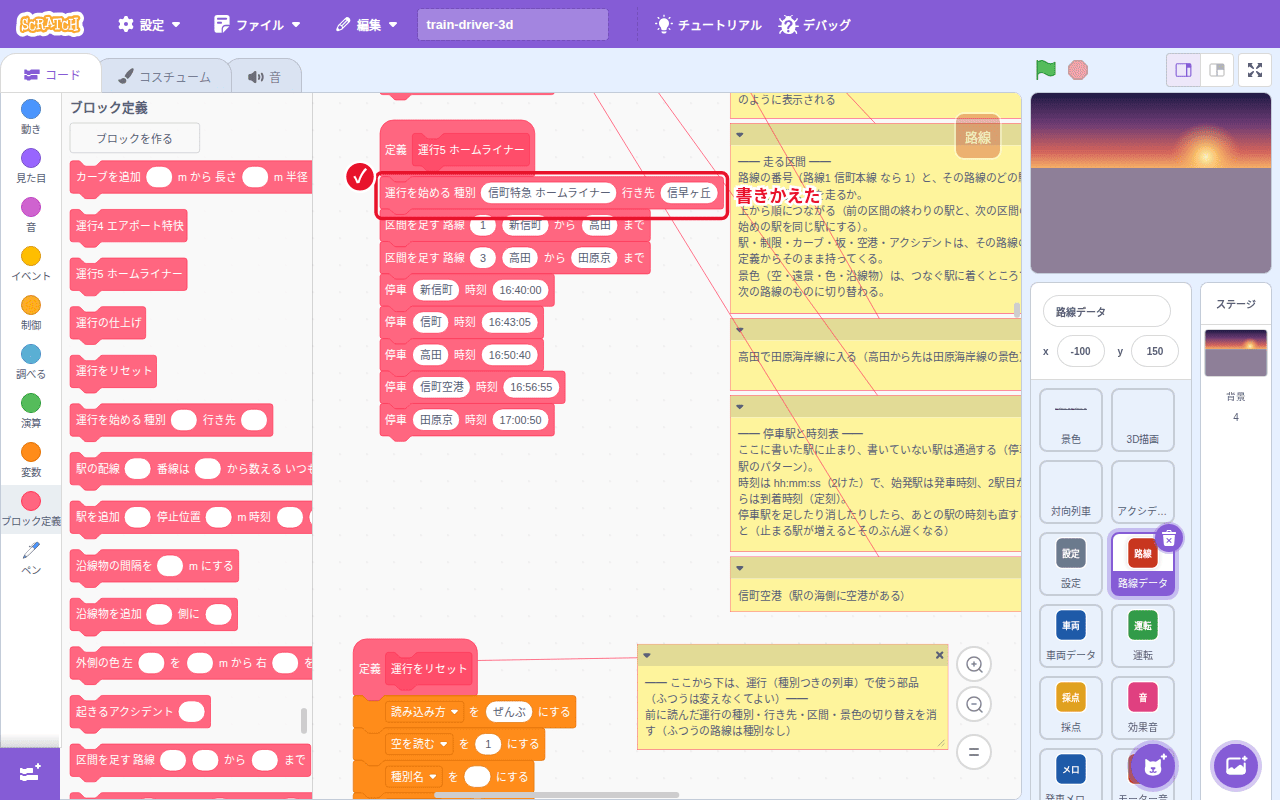 SCRATCH
設定
ファイル
編集
train-driver-3d
チュートリアル
デバッグ
コード
コスチューム
音
動き
見た目
音
イベント
制御
調べる
演算
変数
ブロック定義
ペン
ブロック定義
ブロックを作る
カーブを追加 m から 長さ m 半径
運行4 エアポート特快
運行5 ホームライナー
運行の仕上げ
運行をリセット
運行を始める 種別 行き先
駅の配線 番線は から数える いつも
駅を追加 停止位置 m 時刻
沿線物の間隔を m にする
沿線物を追加 側に
外側の色 左 を m から 右 を
起きるアクシデント
区間を足す 路線 から まで
定義 運行5 ホームライナー
運行を始める 種別 信町特急 ホームライナー 行き先 信早ヶ丘
書きかえた
区間を足す 路線 1 新信町 から 高田 まで
区間を足す 路線 3 高田 から 田原京 まで
停車 新信町 時刻 16:40:00
停車 信町 時刻 16:43:05
停車 高田 時刻 16:50:40
停車 信町空港 時刻 16:56:55
停車 田原京 時刻 17:00:50
のように表示される
路線
―― 走る区間 ――
路線の番号（路線1 信町本線 なら 1）と、その路線のどの
を走るか。
上から順につながる（前の区間の終わりの駅と、次の区間
始めの駅を同じ駅にする）。
駅・制限・カーブ・坂・空港・アクシデントは、その路線の
定義からそのまま持ってくる。
景色（空・遠景・色・沿線物）は、つなぐ駅に着くところで
次の路線のものに切り替わる。
高田で田原海岸線に入る（高田から先は田原海岸線の景色）
―― 停車駅と時刻表 ――
ここに書いた駅に止まり、書いていない駅は通過する（停車
駅のパターン）。
時刻は hh:mm:ss（2けた）で、始発駅は発車時刻、2駅目か
らは到着時刻（定刻）。
停車駅を足したり消したりしたら、あとの駅の時刻も直す
と（止まる駅が増えるとそのぶん遅くなる）
信町空港（駅の海側に空港がある）
定義 運行をリセット
読み込み方 を ぜんぶ にする
空を読む を 1 にする
種別名 を にする
―― ここから下は、運行（種別つきの列車）で使う部品
（ふつうは変えなくてよい）――
前に読んだ運行の種別・行き先・区間・景色の切り替えを消
す（ふつうの路線は種別なし）
路線データ
x -100 y 150
景色
3D描画
対向列車
アクシデ...
設定
設定
路線
路線データ
車両
車両データ
運転
運転
採点
採点
音
効果音
メロ
発車メロ...
モーター音
ステージ
背景
4